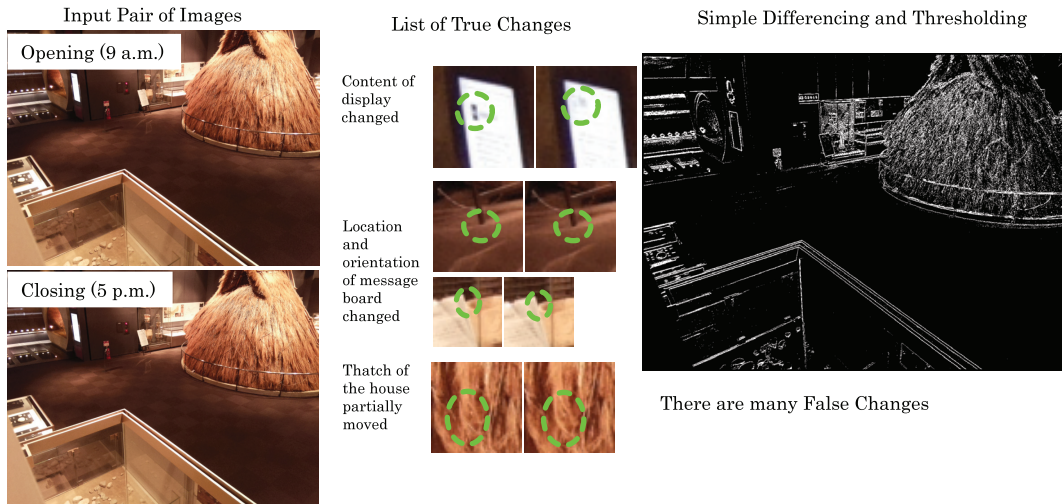 Input Pair of Images
Opening (9 a.m.)
Closing (5 p.m.)
List of True Changes
Content of
display
changed
Location
and
orientation
of message
board
changed
Thatch of
the house
partially
moved
Simple Differencing and Thresholding
There are many False Changes